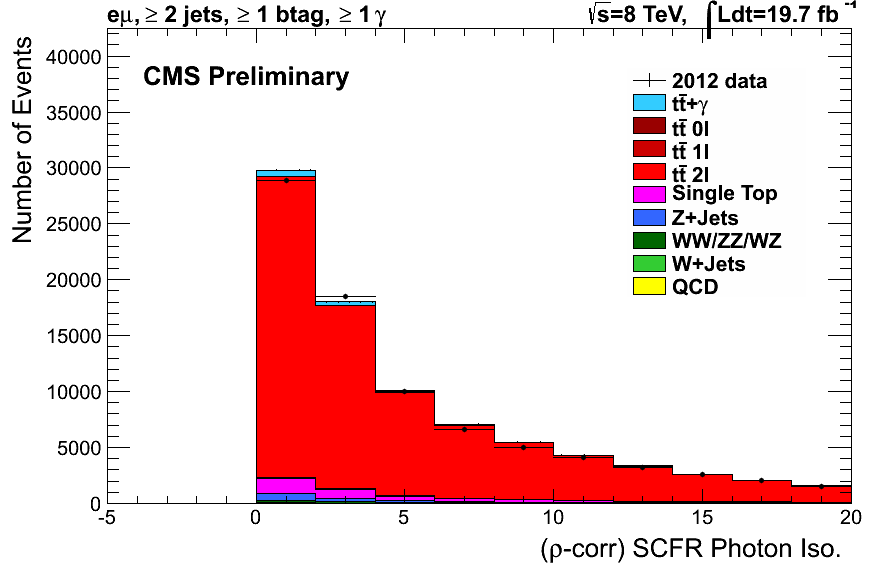 eμ, ≥ 2 jets, ≥ 1 btag, ≥ 1 γ
√s=8 TeV, ∫Ldt=19.7 fb⁻¹
CMS Preliminary
Number of Events
40000
35000
30000
25000
20000
15000
10000
5000
0
2012 data
tt̄+γ
tt̄ 0l
tt̄ 1l
tt̄ 2l
Single Top
Z+Jets
WW/ZZ/WZ
W+Jets
QCD
-5
0
5
10
15
20
(ρ-corr) SCFR Photon Iso.